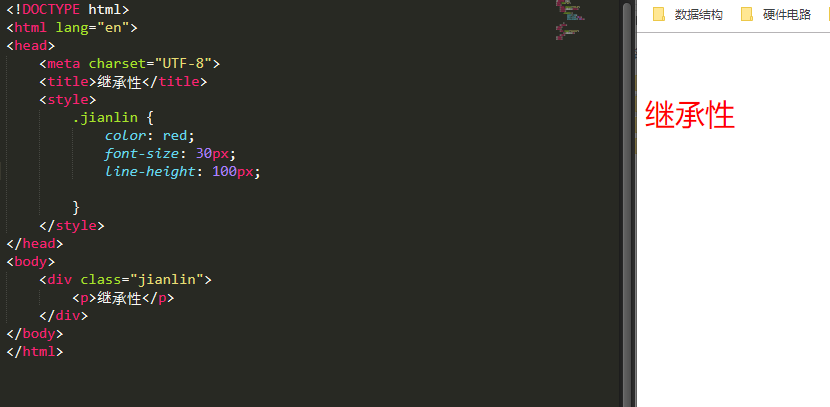 <!DOCTYPE html>
<html lang="en">
<head>
    <meta charset="UTF-8">
    <title>继承性</title>
    <style>
        .jianlin {
            color: red;
            font-size: 30px;
            line-height: 100px;
        }
    </style>
</head>
<body>
    <div class="jianlin">
        <p>继承性</p>
    </div>
</body>
</html>
数据结构 硬件电路
继承性